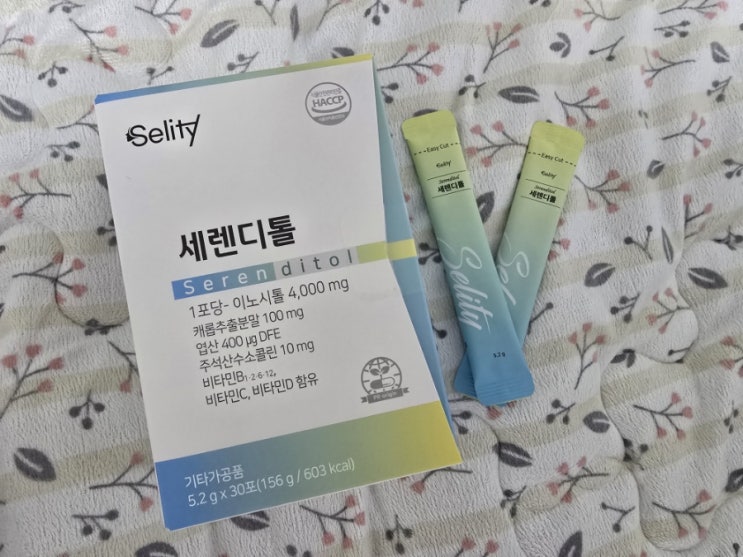 Selity
HACCP
세렌디톨
Serenditol
1포당- 이노시톨 4,000 mg
캐롭추출분말 100 mg
엽산 400 μg DFE
주석산수소콜린 10 mg
비타민B1·2·6·12,
비타민C, 비타민D 함유
기타가공품
5.2 g x 30포(156 g / 603 kcal)
Easy Cut
Selity
Serenditol
세렌디톨
Selity
5.2 g
Easy Cut
Selity
Serenditol
세렌디톨